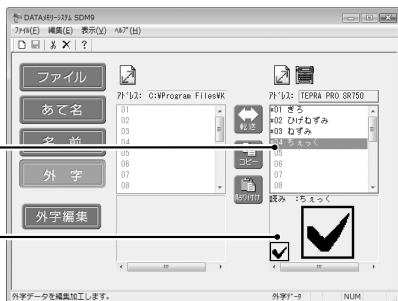 DATAﾒﾓﾘｰｼｽﾃﾑ SDM9
ﾌｧｲﾙ(F) 編集(E) 表示(V) ﾍﾙﾌﾟ(H)
ファイル
あて名
名 前
外 字
外字編集
ｱﾄﾞﾚｽ: C:¥Program Files¥K
01
02
03
04
05
06
07
08
転送
コピー
貼り付け
ｱﾄﾞﾚｽ: TEPRA PRO SR750
*01 ぎろ
*02 ひげねずみ
*03 ねずみ
*04 ちぇっく
05
06
07
08
読み :ちぇっく
外字データを編集加工します。
外字ﾃﾞｰﾀ
NUM